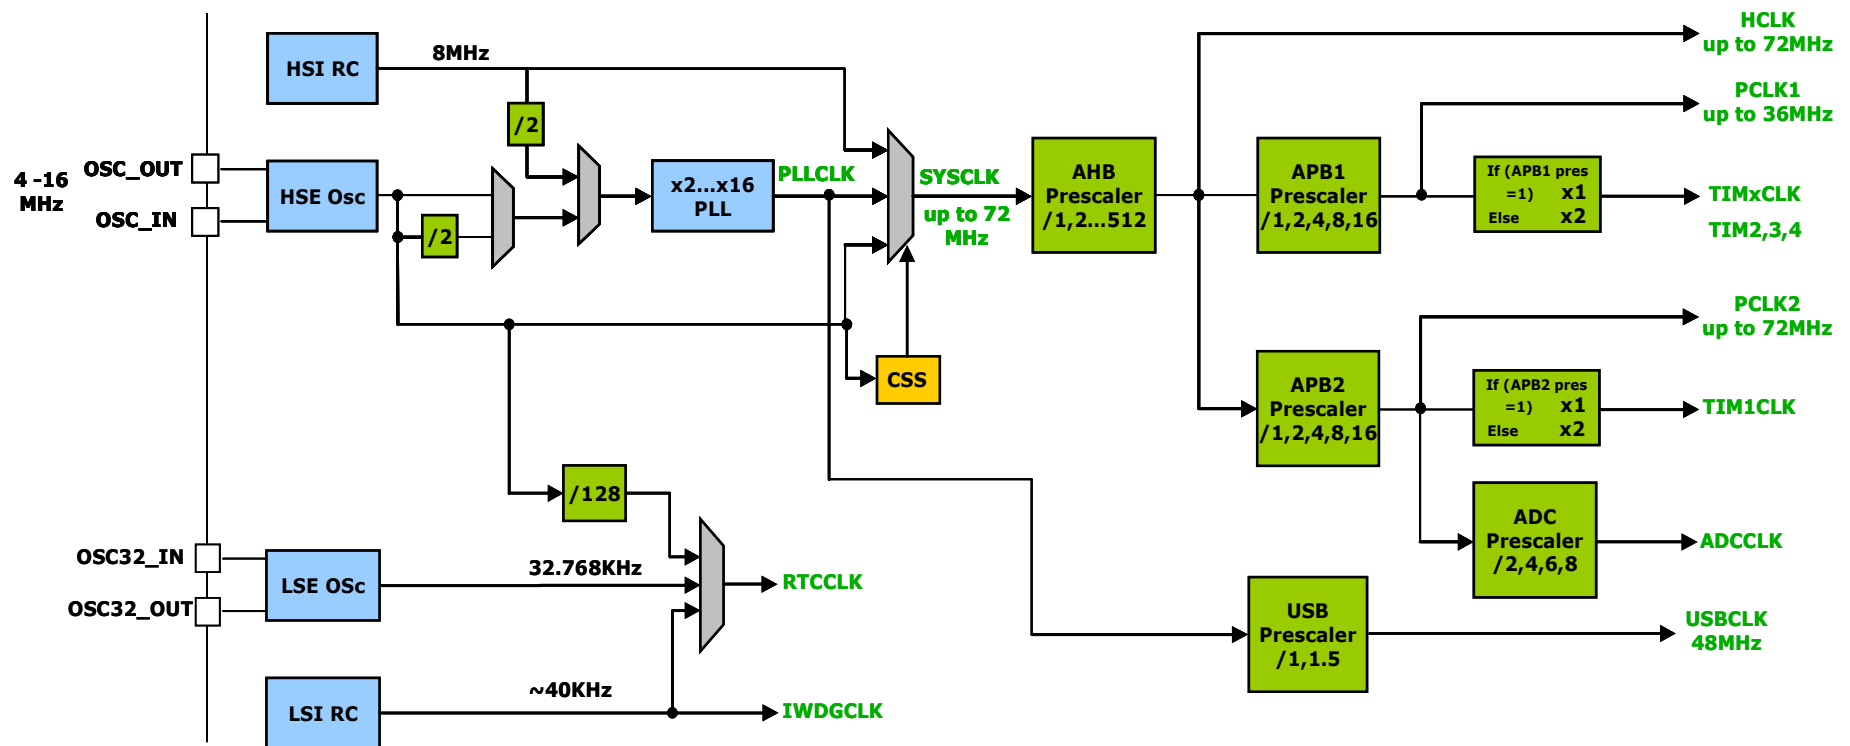 HCLK
up to 72MHz
HSI RC
8MHz
PCLK1
up to 36MHz
/2
4 -16
MHz
OSC_OUT
OSC_IN
HSE Osc
/2
x2...x16
PLL
PLLCLK
SYSCLK
up to 72
MHz
AHB
Prescaler
/1,2...512
APB1
Prescaler
/1,2,4,8,16
If (APB1 pres
=1) x1
Else x2
TIMxCLK
TIM2,3,4
PCLK2
up to 72MHz
CSS
APB2
Prescaler
/1,2,4,8,16
If (APB2 pres
=1) x1
Else x2
TIM1CLK
/128
ADC
Prescaler
/2,4,6,8
ADCCLK
OSC32_IN
OSC32_OUT
LSE OSc
32.768KHz
RTCCLK
USB
Prescaler
/1,1.5
USBCLK
48MHz
LSI RC
~40KHz
IWDGCLK